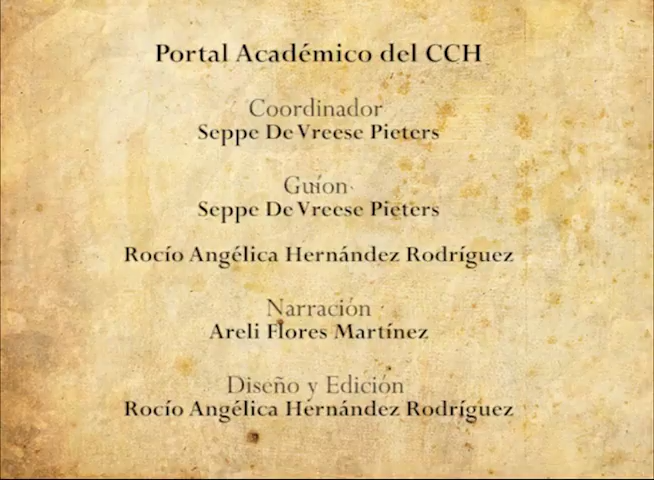 Portal Académico del CCH
Coordinador
Seppe De Vreese Pieters
Guíon
Seppe De Vreese Pieters
Rocío Angélica Hernández Rodríguez
Narración
Areli Flores Martínez
Diseño y Edición
Rocío Angélica Hernández Rodríguez